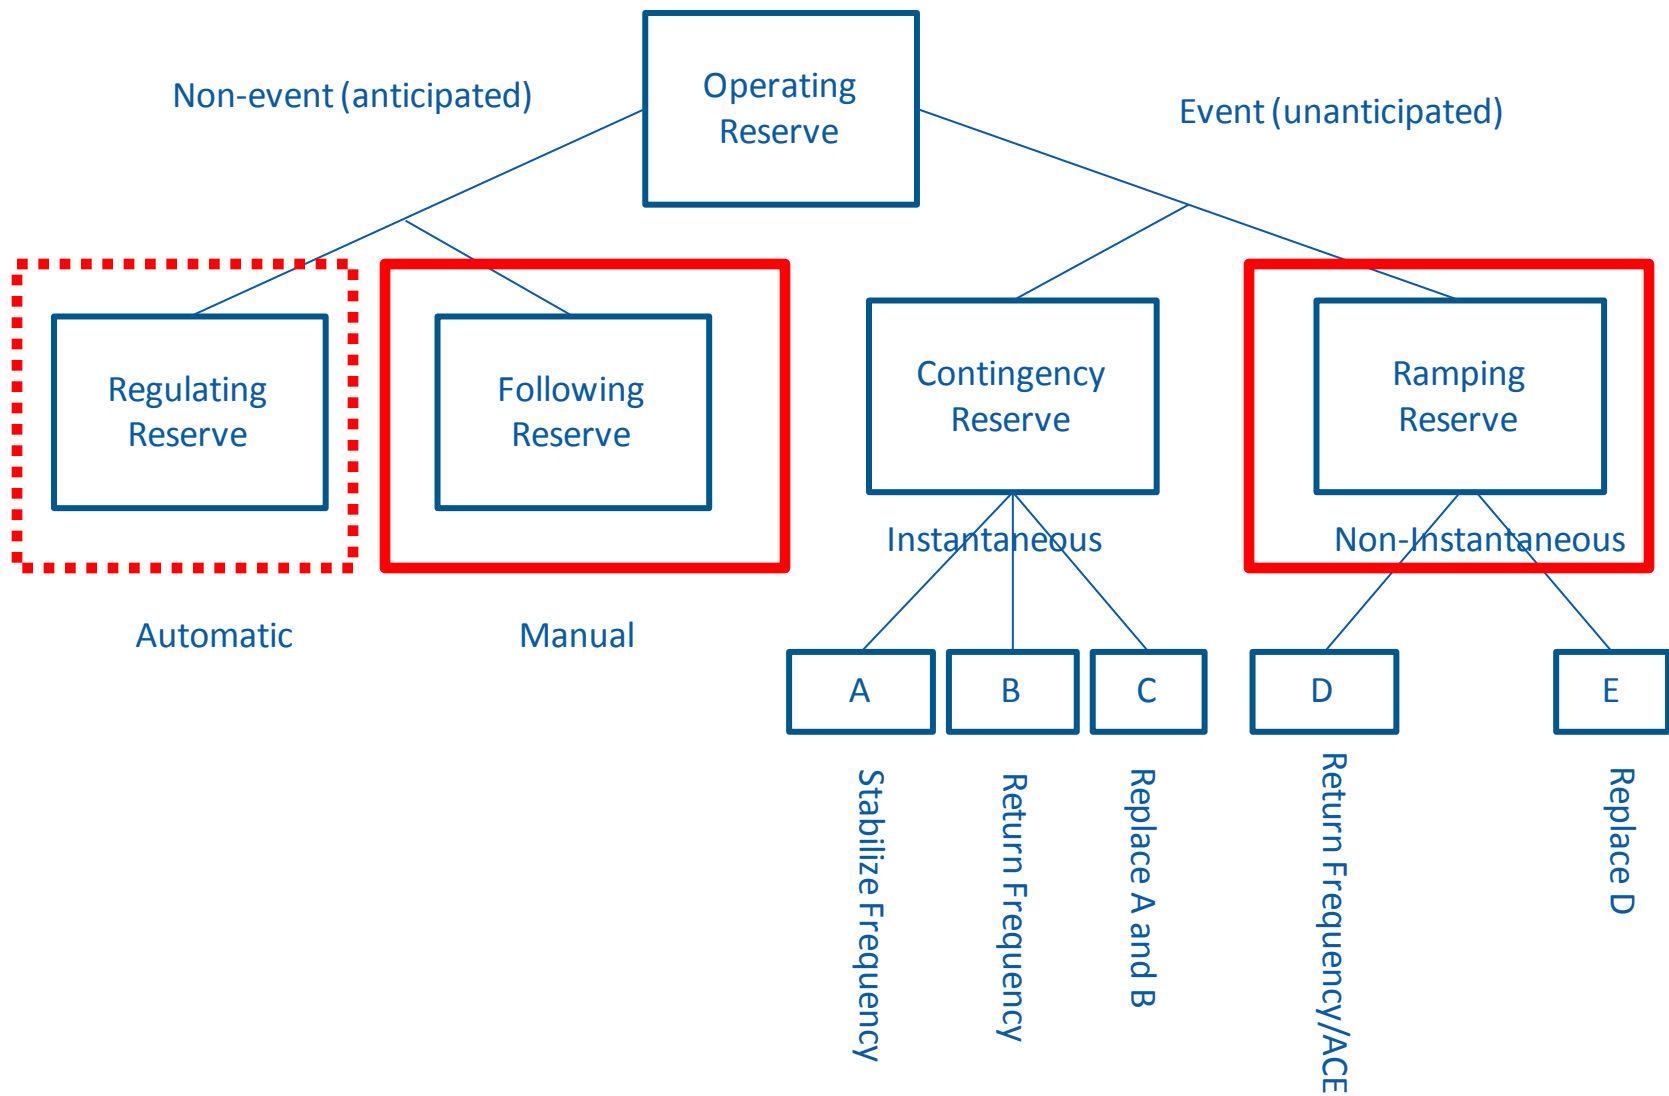 Non-event (anticipated)
Operating
Reserve
Event (unanticipated)
Regulating
Reserve
Following
Reserve
Contingency
Reserve
Ramping
Reserve
Instantaneous
Non-Instantaneous
Automatic
Manual
A
B
C
D
E
Stabilize Frequency
Return Frequency
Replace A and B
Return Frequency/ACE
Replace D